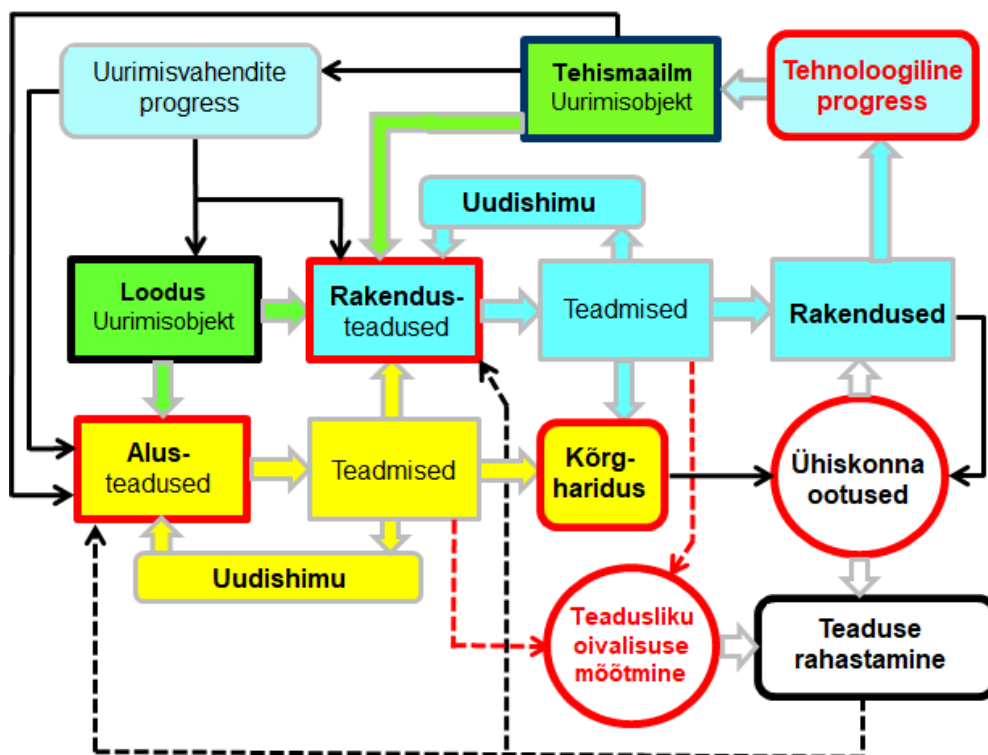 Uurimisvahendite
progress
Tehismaailm
Uurimisobjekt
Tehnoloogiline
progress
Uudishimu
Loodus
Uurimisobjekt
Rakendus-
teadused
Teadmised
Rakendused
Alus-
teadused
Teadmised
Kõrg-
haridus
Ühiskonna
ootused
Uudishimu
Teadusliku
oivalisuse
mõõtmine
Teaduse
rahastamine